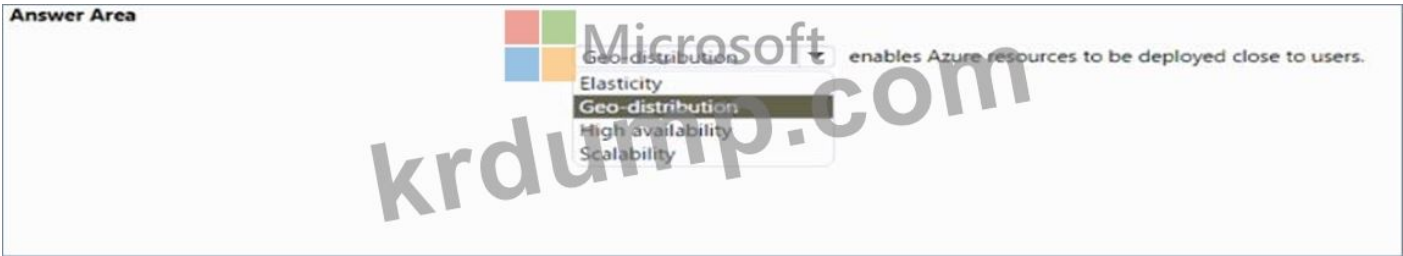 Answer Area
Microsoft
Geo-distribution enables Azure resources to be deployed close to users.
Elasticity
Geo-distribution
High availability
Scalability
krdump.com